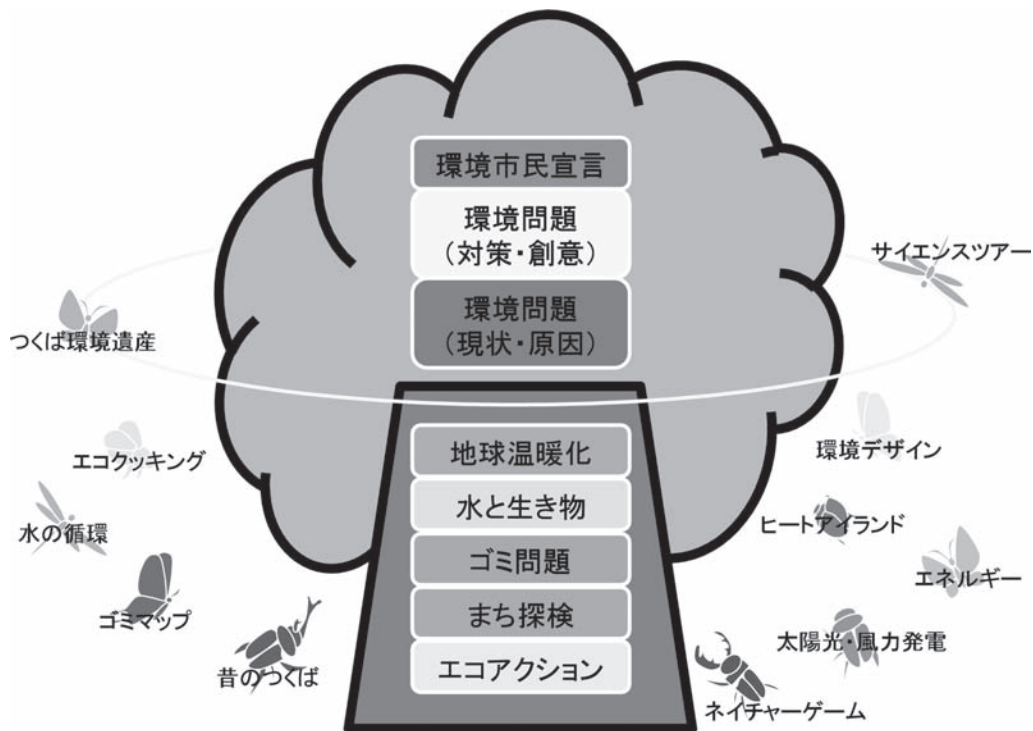 環境市民宣言
環境問題
（対策・創意）
環境問題
（現状・原因）
地球温暖化
水と生き物
ゴミ問題
まち探検
エコアクション
つくば環境遺産
エコクッキング
水の循環
ゴミマップ
昔のつくば
サイエンスツアー
環境デザイン
ヒートアイランド
エネルギー
太陽光・風力発電
ネイチャーゲーム